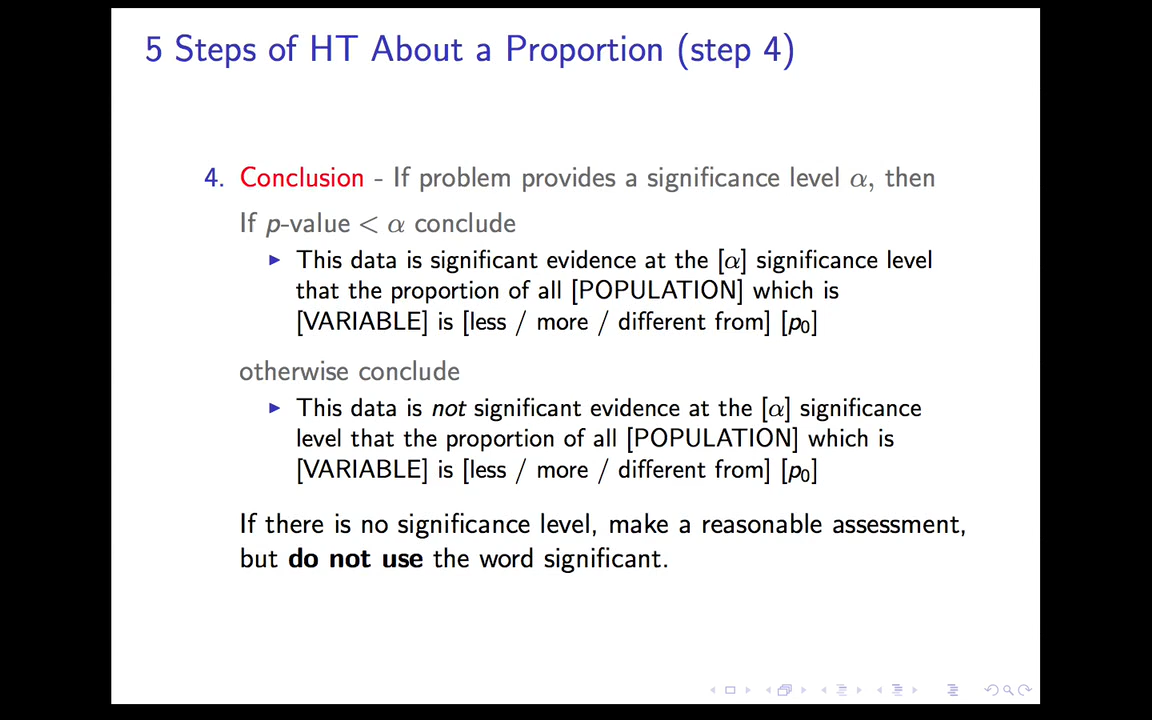 5 Steps of HT About a Proportion (step 4)
4. Conclusion - If problem provides a significance level α, then
If p-value < α conclude
▶ This data is significant evidence at the [α] significance level
that the proportion of all [POPULATION] which is
[VARIABLE] is [less / more / different from] [p₀]
otherwise conclude
▶ This data is not significant evidence at the [α] significance
level that the proportion of all [POPULATION] which is
[VARIABLE] is [less / more / different from] [p₀]
If there is no significance level, make a reasonable assessment,
but do not use the word significant.